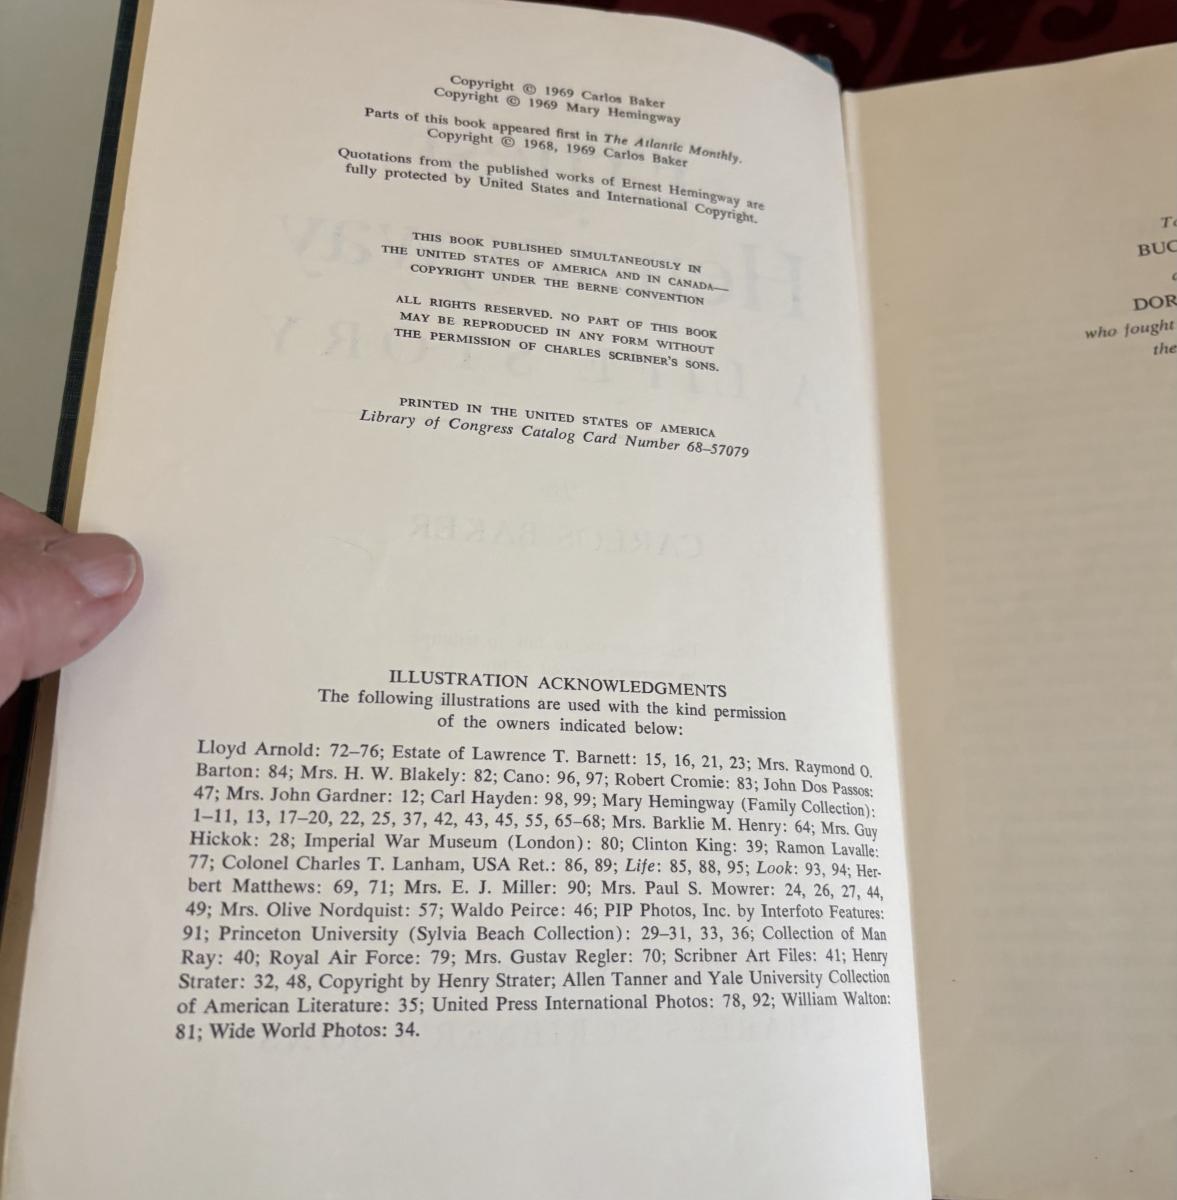 Copyright © 1969 Carlos Baker
Copyright © 1969 Mary Hemingway
Parts of this book appeared first in The Atlantic Monthly.
Copyright © 1968, 1969 Carlos Baker
Quotations from the published works of Ernest Hemingway are
fully protected by United States and International Copyright.
THIS BOOK PUBLISHED SIMULTANEOUSLY IN
THE UNITED STATES OF AMERICA AND IN CANADA—
COPYRIGHT UNDER THE BERNE CONVENTION
ALL RIGHTS RESERVED. NO PART OF THIS BOOK
MAY BE REPRODUCED IN ANY FORM WITHOUT
THE PERMISSION OF CHARLES SCRIBNER'S SONS.
PRINTED IN THE UNITED STATES OF AMERICA
Library of Congress Catalog Card Number 68–57079
ILLUSTRATION ACKNOWLEDGMENTS
The following illustrations are used with the kind permission
of the owners indicated below:
Lloyd Arnold: 72–76; Estate of Lawrence T. Barnett: 15, 16, 21, 23; Mrs. Raymond O.
Barton: 84; Mrs. H. W. Blakely: 82; Cano: 96, 97; Robert Cromie: 83; John Dos Passos:
47; Mrs. John Gardner: 12; Carl Hayden: 98, 99; Mary Hemingway (Family Collection):
1–11, 13, 17–20, 22, 25, 37, 42, 43, 45, 55, 65–68; Mrs. Barklie M. Henry: 64; Mrs. Guy
Hickok: 28; Imperial War Museum (London): 80; Clinton King: 39; Ramon Lavalle:
77; Colonel Charles T. Lanham, USA Ret.: 86, 89; Life: 85, 88, 95; Look: 93, 94; Her-
bert Matthews: 69, 71; Mrs. E. J. Miller: 90; Mrs. Paul S. Mowrer: 24, 26, 27, 44,
49; Mrs. Olive Nordquist: 57; Waldo Peirce: 46; PIP Photos, Inc. by Interfoto Features:
91; Princeton University (Sylvia Beach Collection): 29–31, 33, 36; Collection of Man
Ray: 40; Royal Air Force: 79; Mrs. Gustav Regler: 70; Scribner Art Files: 41; Henry
Strater: 32, 48, Copyright by Henry Strater; Allen Tanner and Yale University Collection
of American Literature: 35; United Press International Photos: 78, 92; William Walton:
81; Wide World Photos: 34.
BUC
DOR
who fought
the